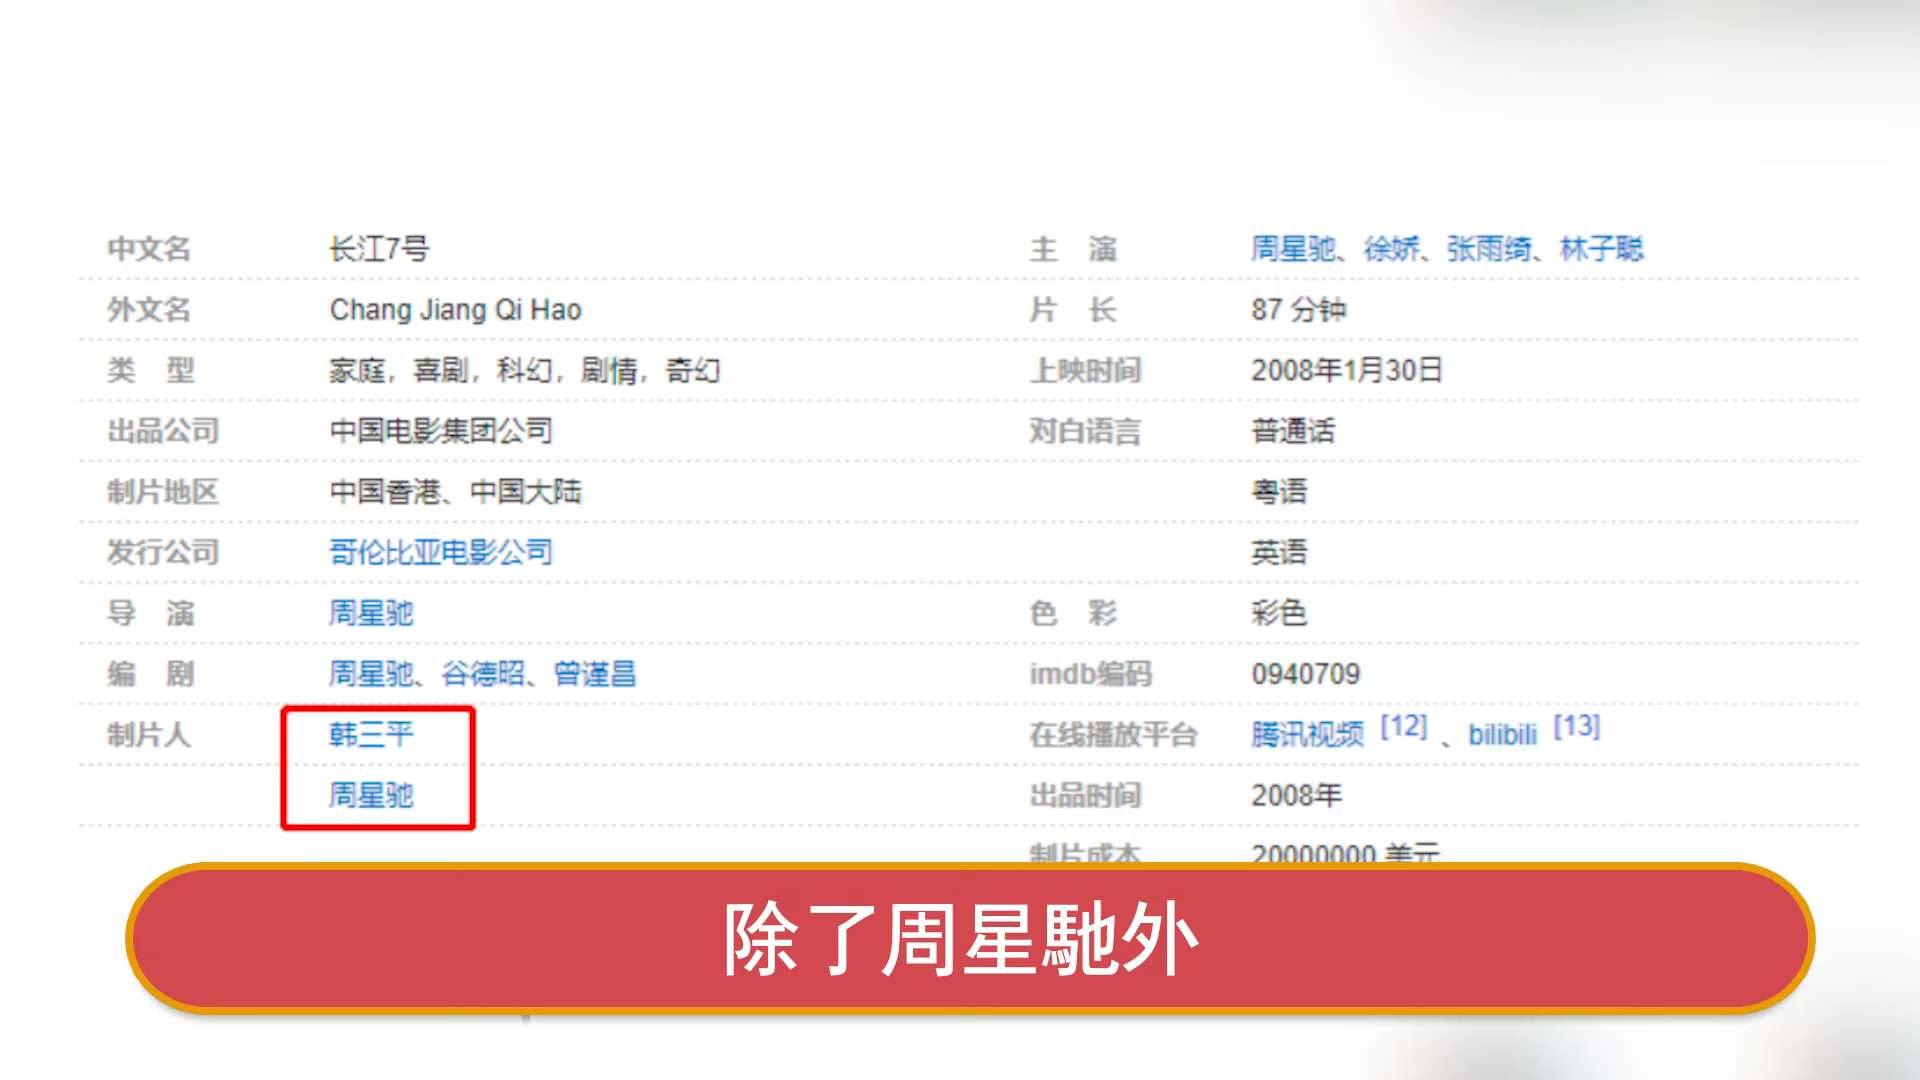 中文名 长江7号 主 演 周星驰、徐娇、张雨绮、林子聪
外文名 Chang Jiang Qi Hao 片 长 87 分钟
类 型 家庭，喜剧，科幻，剧情，奇幻 上映时间 2008年1月30日
出品公司 中国电影集团公司 对白语言 普通话
制片地区 中国香港、中国大陆 粤语
发行公司 哥伦比亚电影公司 英语
导 演 周星驰 色 彩 彩色
编 剧 周星驰、谷德昭、曾谨昌 imdb编码 0940709
制片人 韩三平 在线播放平台 腾讯视频 [12] 、bilibili [13]
周星驰 出品时间 2008年
制片成本 20000000 美元
除了周星馳外